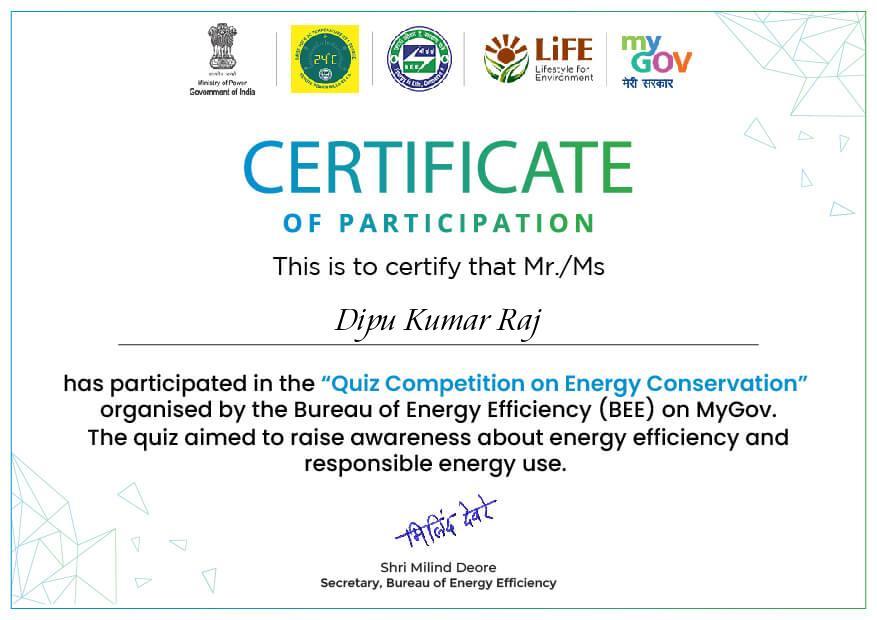 Ministry of Power
Government of India
24°C
BEE
LiFE
Lifestyle for
Environment
my
GOV
मेरी सरकार
CERTIFICATE
OF PARTICIPATION
This is to certify that Mr./Ms
Dipu Kumar Raj
has participated in the “Quiz Competition on Energy Conservation”
organised by the Bureau of Energy Efficiency (BEE) on MyGov.
The quiz aimed to raise awareness about energy efficiency and
responsible energy use.
मिलिंद देवरे
Shri Milind Deore
Secretary, Bureau of Energy Efficiency